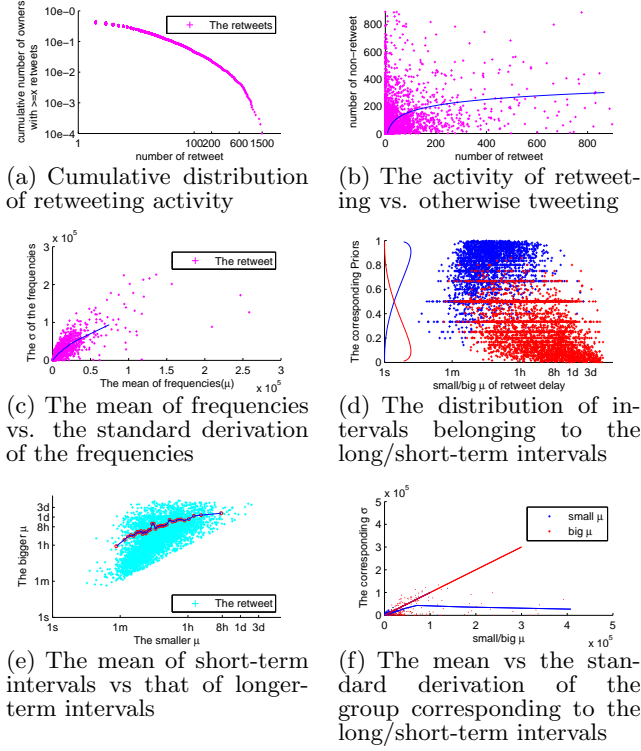 10e−0
10e−1
10e−2
10e−3
10e−4
cumulative number of owners
with >=x retweets
The retweets
1
100
200
600
1500
number of retweet
(a) Cumulative distribution
of retweeting activity
800
600
400
200
0
number of non−retweet
0
200
400
600
800
number of retweet
(b) The activity of retweet-
ing vs. otherwise tweeting
x 10^5
3
2
1
0
The σ of the frequencies
The retweet
0
0.5
1
1.5
2
2.5
3
The mean of frequencies(μ)
x 10^5
(c) The mean of frequencies
vs. the standard derivation
of the frequencies
1
0.8
0.6
0.4
0.2
0
The corresponding Priors
1s
1m
1h
8h
1d
3d
small/big μ of retweet delay
(d) The distribution of in-
tervals belonging to the
long/short-term intervals
3d
1d
8h
1h
1m
1s
The bigger μ
The retweet
1s
1m
1h
8h
1d
3d
The smaller μ
(e) The mean of short-term
intervals vs that of longer-
term intervals
x 10^5
5
4
3
2
1
0
The corresponding σ
small μ
big μ
0
1
2
3
4
5
small/big μ
x 10^5
(f) The mean vs the stan-
dard derivation of the
group corresponding to the
long/short-term intervals